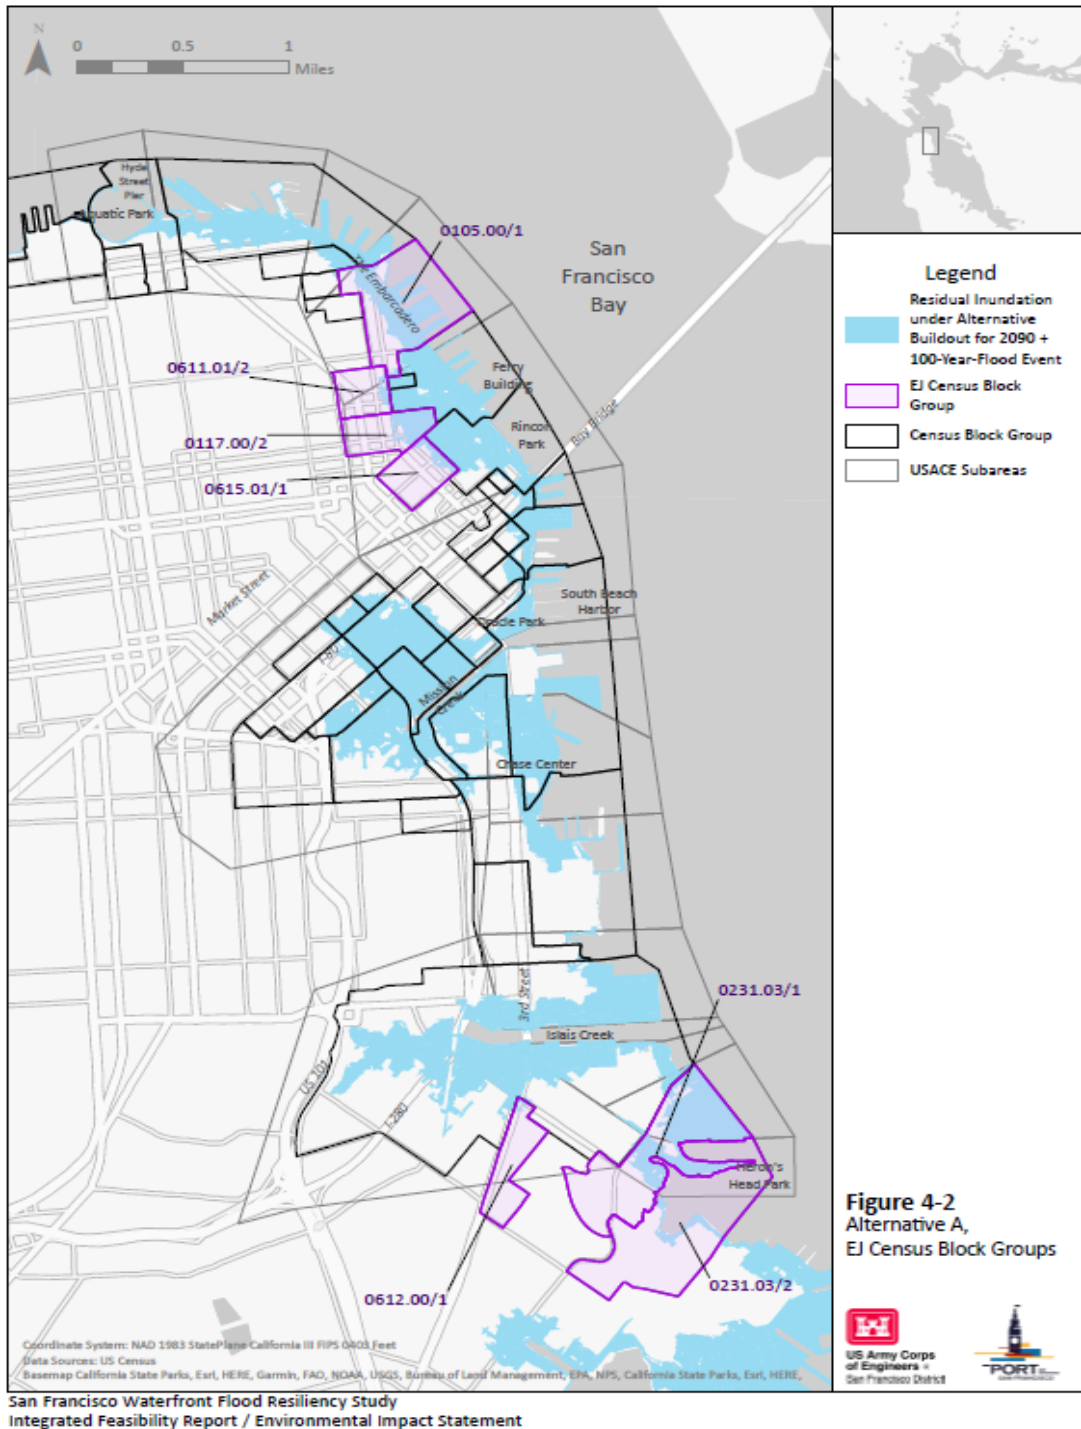 N
0 0.5 1
Miles
Hyde
Street
Pier
Aquatic Park
0105.00/1
San
Francisco
Bay
The Embarcadero
0611.01/2
Ferry
Building
Rincon
Park
Bay Bridge
0117.00/2
0615.01/1
Market Street
South Beach
Harbor
Oracle Park
I-80
Mission
Creek
Chase Center
3rd Street
0231.03/1
Islais Creek
US 101
I-280
Heron's
Head Park
0612.00/1
0231.03/2
Coordinate System: NAD 1983 StatePlane California III FIPS 0403 Feet
Data Sources: US Census
Basemap California State Parks, Esri, HERE, Garmin, FAO, NOAA, USGS, Bureau of Land Management, EPA, NPS, California State Parks, Esri, HERE,
Legend
Residual Inundation
under Alternative
Buildout for 2090 +
100-Year-Flood Event
EJ Census Block
Group
Census Block Group
USACE Subareas
Figure 4-2
Alternative A,
EJ Census Block Groups
US Army Corps
of Engineers
San Francisco District
PORT
SAN FRANCISCO
San Francisco Waterfront Flood Resiliency Study
Integrated Feasibility Report / Environmental Impact Statement